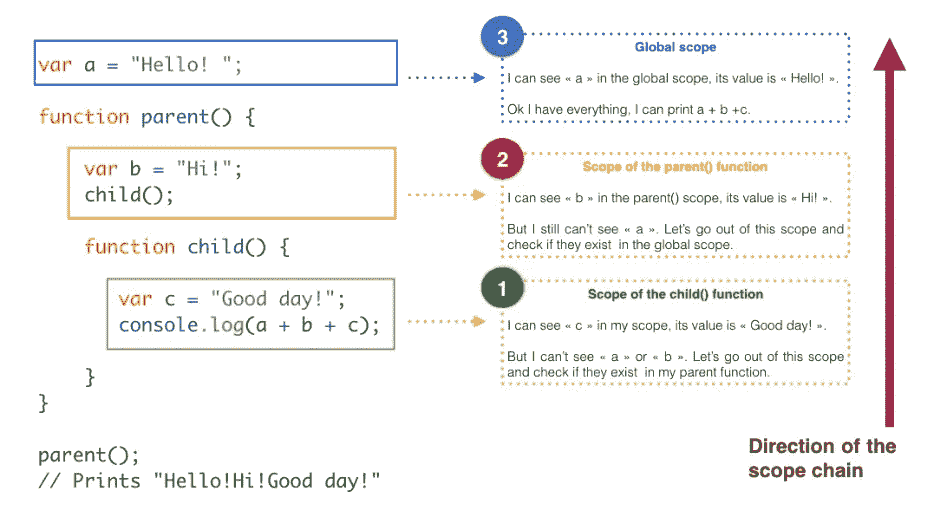 var a = "Hello! ";
function parent() {
var b = "Hi!";
child();
function child() {
var c = "Good day!";
console.log(a + b + c);
}
}
parent();
// Prints "Hello!Hi!Good day!"
3
Global scope
I can see « a » in the global scope, its value is « Hello! ».
Ok I have everything, I can print a + b +c.
2
Scope of the parent() function
I can see « b » in the parent() scope, its value is « Hi! ».
But I still can't see « a ». Let's go out of this scope and
check if they exist in the global scope.
1
Scope of the child() function
I can see « c » in my scope, its value is « Good day! ».
But I can't see « a » or « b ». Let's go out of this scope
and check if they exist in my parent function.
Direction of the
scope chain